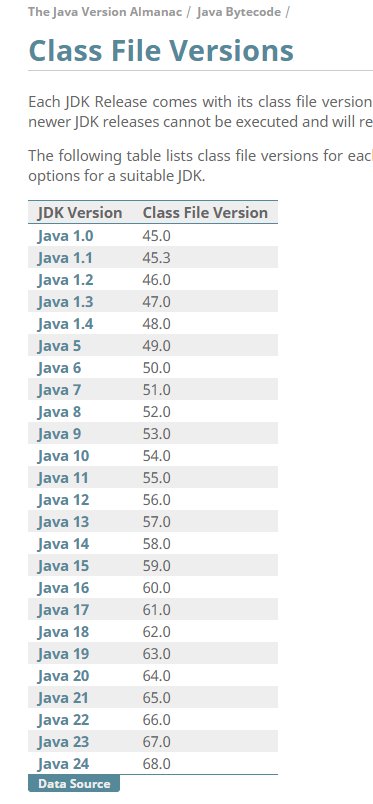 The Java Version Almanac / Java Bytecode /
Class File Versions
Each JDK Release comes with its class file version
newer JDK releases cannot be executed and will re
The following table lists class file versions for eac
options for a suitable JDK.
JDK Version Class File Version
Java 1.0 45.0
Java 1.1 45.3
Java 1.2 46.0
Java 1.3 47.0
Java 1.4 48.0
Java 5 49.0
Java 6 50.0
Java 7 51.0
Java 8 52.0
Java 9 53.0
Java 10 54.0
Java 11 55.0
Java 12 56.0
Java 13 57.0
Java 14 58.0
Java 15 59.0
Java 16 60.0
Java 17 61.0
Java 18 62.0
Java 19 63.0
Java 20 64.0
Java 21 65.0
Java 22 66.0
Java 23 67.0
Java 24 68.0
Data Source